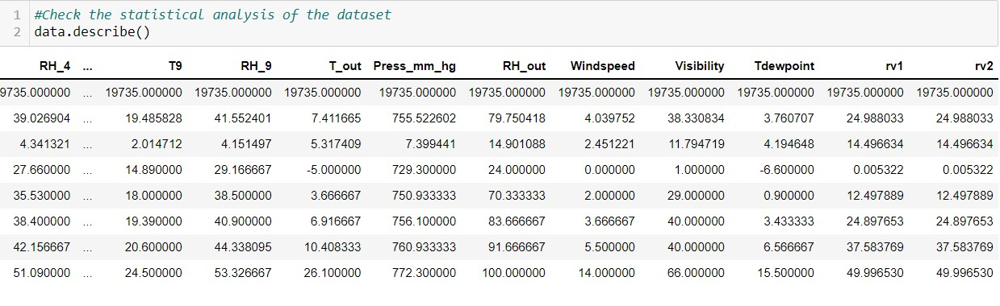 1 #Check the statistical analysis of the dataset
2 data.describe()
RH_4 ... T9 RH_9 T_out Press_mm_hg RH_out Windspeed Visibility Tdewpoint rv1 rv2
9735.000000 ... 19735.000000 19735.000000 19735.000000 19735.000000 19735.000000 19735.000000 19735.000000 19735.000000 19735.000000 19735.000000
39.026904 ... 19.485828 41.552401 7.411665 755.522602 79.750418 4.039752 38.330834 3.760707 24.988033 24.988033
4.341321 ... 2.014712 4.151497 5.317409 7.399441 14.901088 2.451221 11.794719 4.194648 14.496634 14.496634
27.660000 ... 14.890000 29.166667 -5.000000 729.300000 24.000000 0.000000 1.000000 -6.600000 0.005322 0.005322
35.530000 ... 18.000000 38.500000 3.666667 750.933333 70.333333 2.000000 29.000000 0.900000 12.497889 12.497889
38.400000 ... 19.390000 40.900000 6.916667 756.100000 83.666667 3.666667 40.000000 3.433333 24.897653 24.897653
42.156667 ... 20.600000 44.338095 10.408333 760.933333 91.666667 5.500000 40.000000 6.566667 37.583769 37.583769
51.090000 ... 24.500000 53.326667 26.100000 772.300000 100.000000 14.000000 66.000000 15.500000 49.996530 49.996530